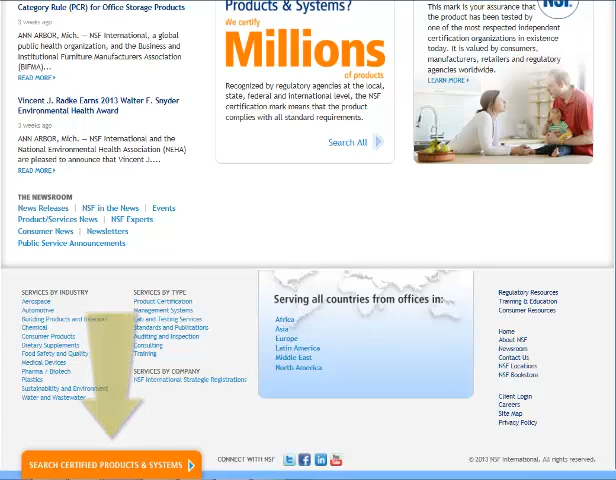 Category Rule (PCR) for Office Storage Products
3 weeks ago
ANN ARBOR, Mich. — NSF International, a global
public health organization, and the Business and
Institutional Furniture Manufacturers Association
(BIFMA)...
READ MORE
Vincent J. Radke Earns 2013 Walter F. Snyder
Environmental Health Award
3 weeks ago
ANN ARBOR, Mich. — NSF International and the
National Environmental Health Association (NEHA)
are pleased to announce that Vincent J....
READ MORE
THE NEWSROOM
News Releases | NSF in the News | Events
Product/Services News | NSF Experts
Consumer News | Newsletters
Public Service Announcements
Products & Systems?
We certify
Millions
of products
Recognized by regulatory agencies at the local,
state, federal and international level, the NSF
certification mark means that the product
complies with all standard requirements.
Search All
NSF
This mark is your assurance that
the product has been tested by
one of the most respected independent
certification organizations in existence
today. It is valued by consumers,
manufacturers, retailers and regulatory
agencies worldwide.
LEARN MORE
SERVICES BY INDUSTRY
Aerospace
Automotive
Building Products and Interiors
Chemical
Consumer Products
Dietary Supplements
Food Safety and Quality
Medical Devices
Pharma / Biotech
Plastics
Sustainability and Environment
Water and Wastewater
SERVICES BY TYPE
Product Certification
Management Systems
Lab and Testing Services
Standards and Publications
Auditing and Inspection
Consulting
Training
SERVICES BY COMPANY
NSF International Strategic Registrations
Serving all countries from offices in:
Africa
Asia
Europe
Latin America
Middle East
North America
Regulatory Resources
Training & Education
Consumer Resources
Home
About NSF
Newsroom
Contact Us
NSF Locations
NSF Bookstore
Client Login
Careers
Site Map
Privacy Policy
SEARCH CERTIFIED PRODUCTS & SYSTEMS
CONNECT WITH NSF
© 2013 NSF International. All rights reserved.